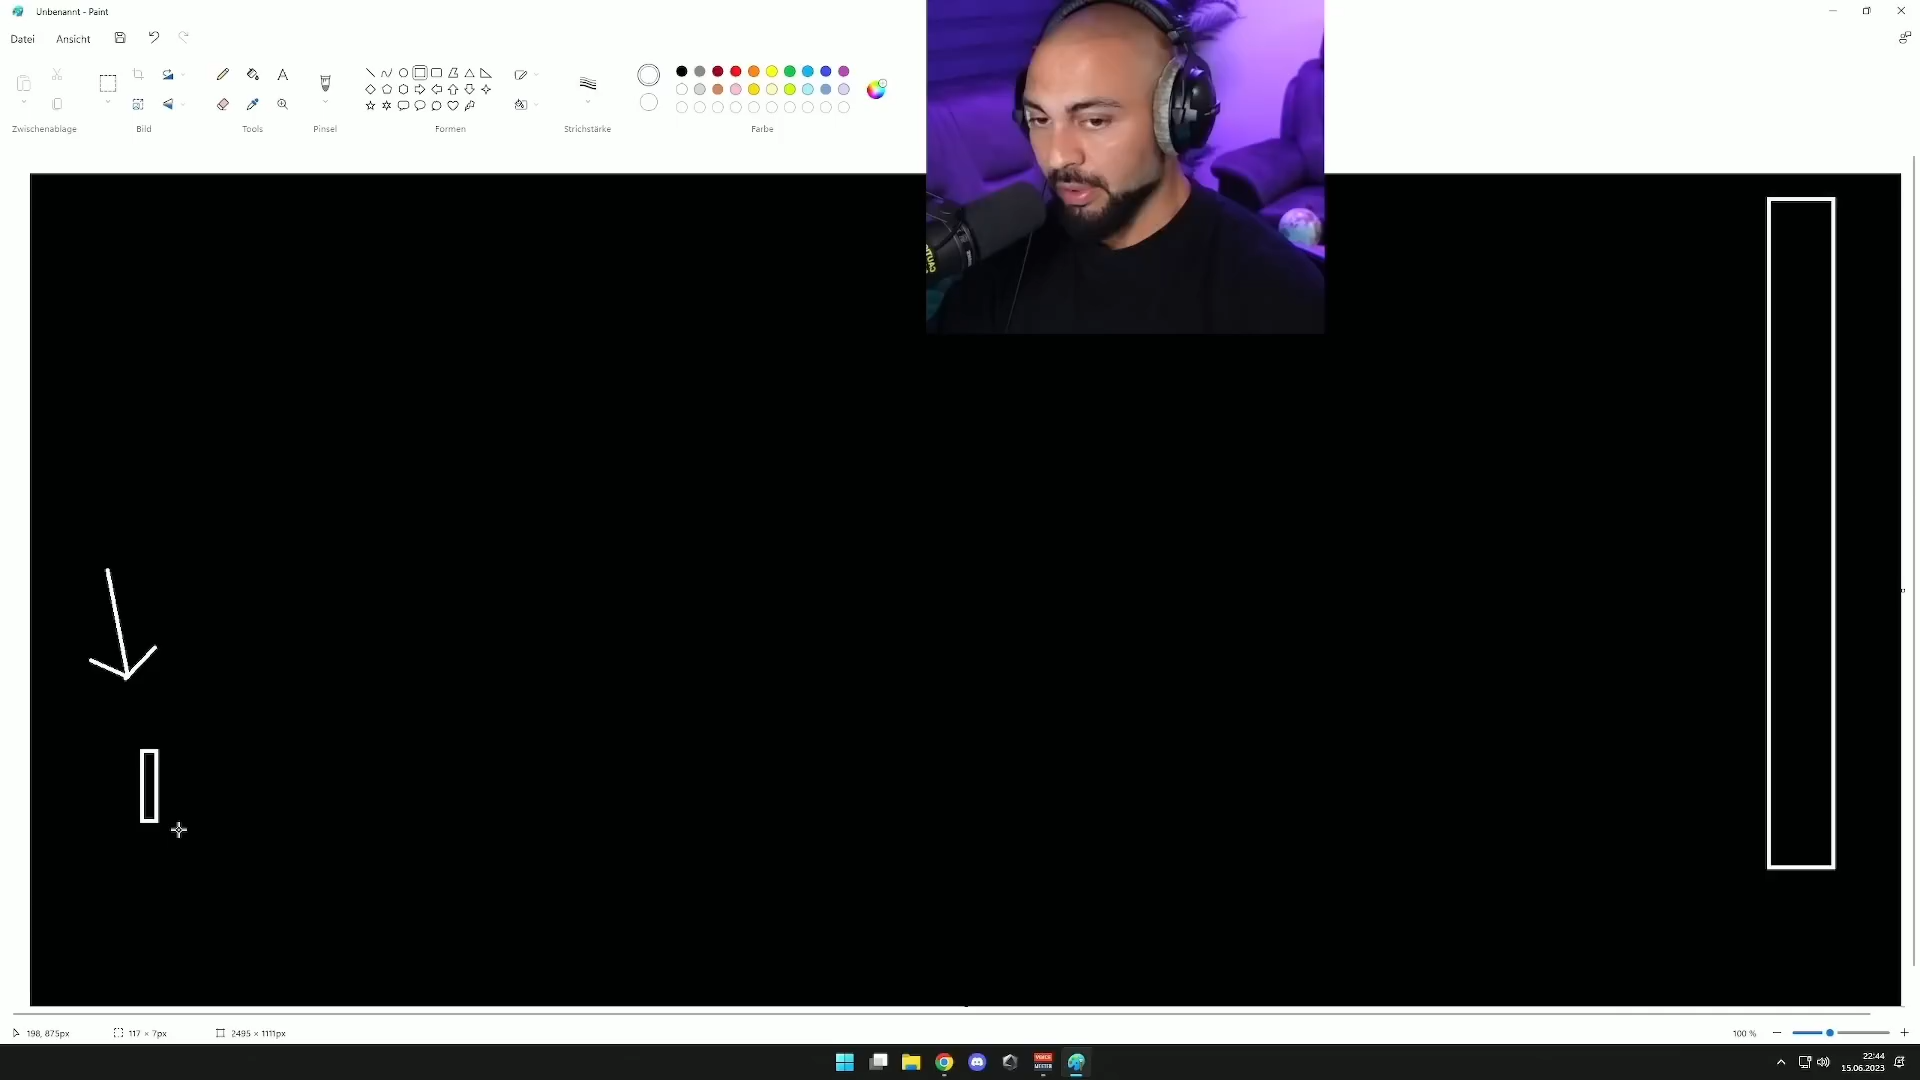 Unbenannt - Paint
Datei
Ansicht
A
Zwischenablage
Bild
Tools
Pinsel
Formen
Strichstärke
Farbe
198, 875px
117 × 7px
2495 × 1111px
100 %
VOICE
22:44
15.06.2023